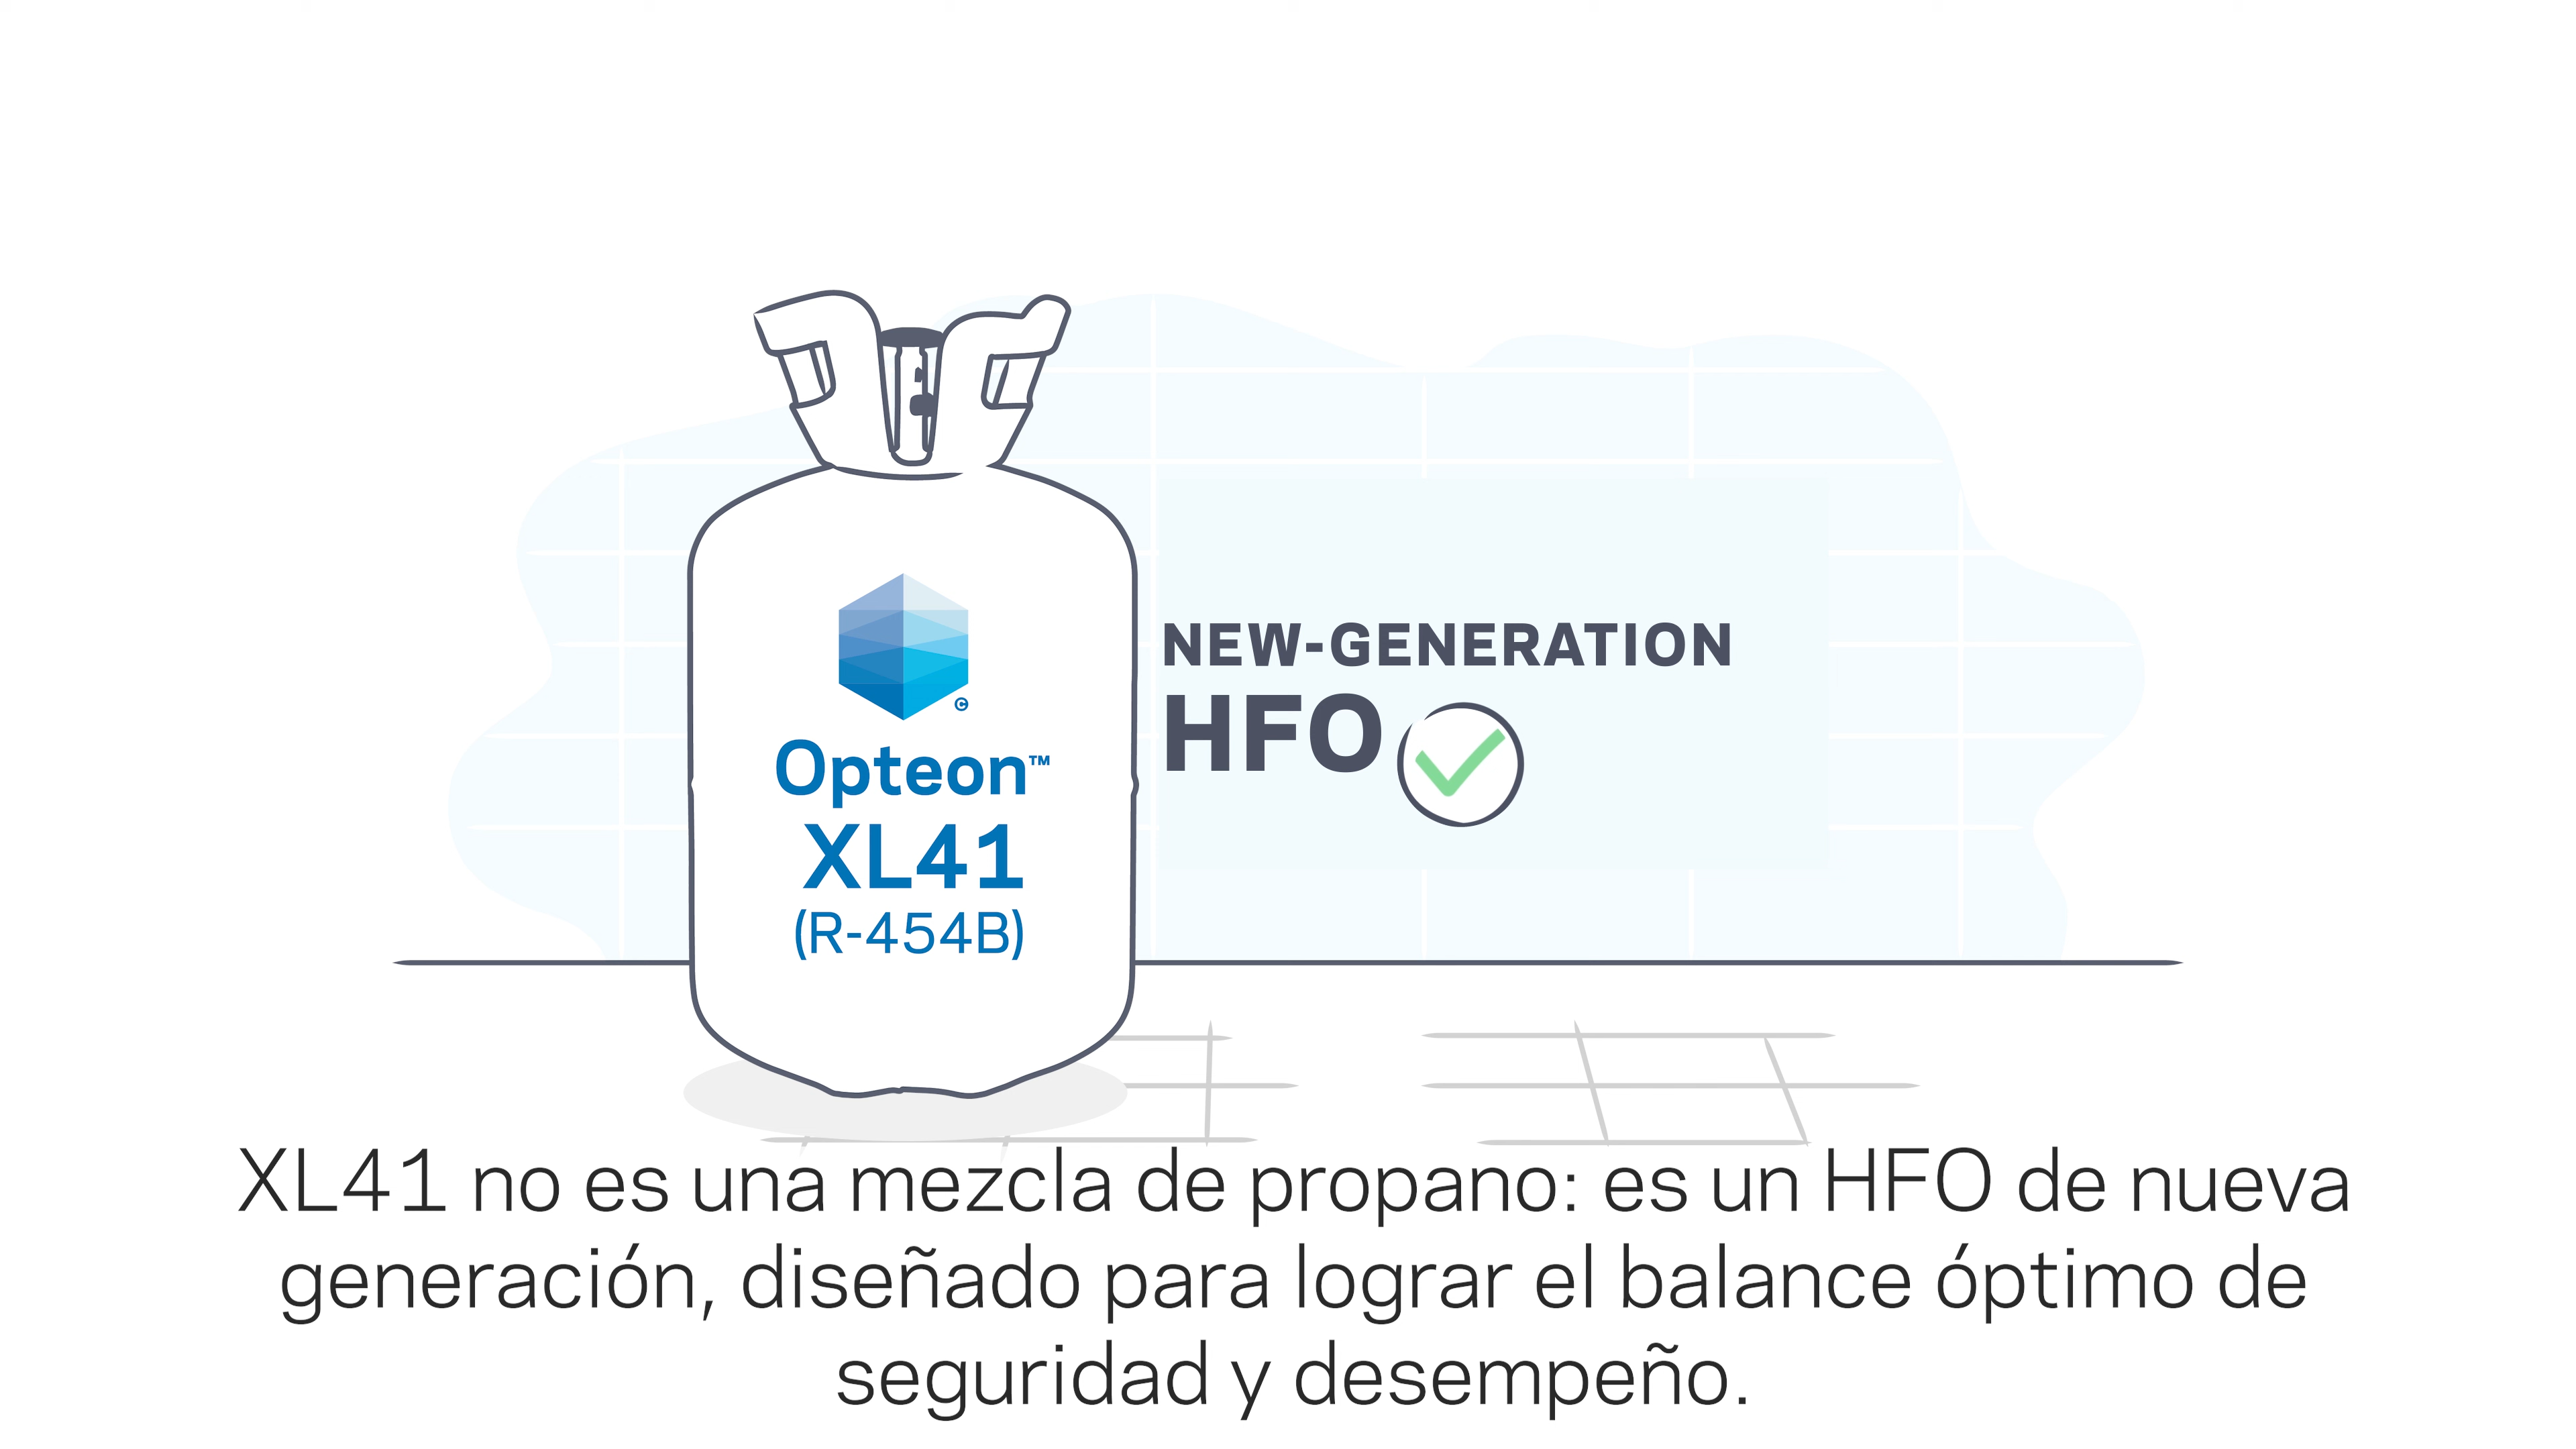 NEW-GENERATION
HFO
©
Opteon™
XL41
(R-454B)
XL41 no es una mezcla de propano: es un HFO de nueva
generación, diseñado para lograr el balance óptimo de
seguridad y desempeño.